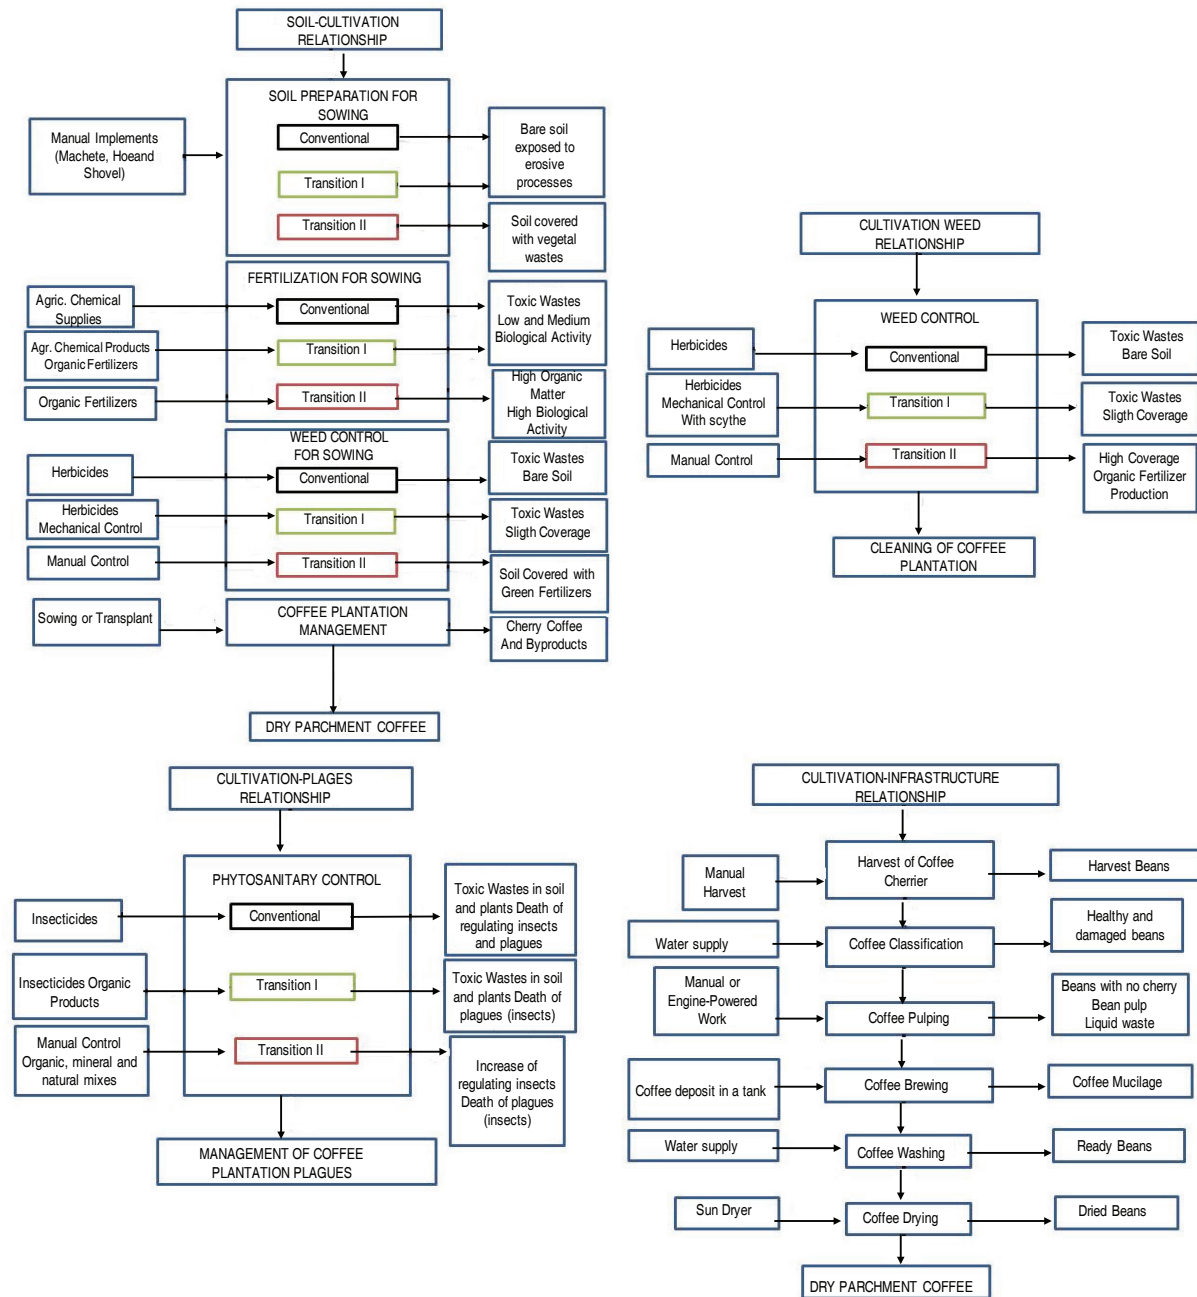 SOIL-CULTIVATION
RELATIONSHIP
SOIL PREPARATION FOR
SOWING
Manual Implements
(Machete, Hoeand
Shovel)
Conventional
Transition I
Transition II
Bare soil
exposed to
erosive
processes
Soil covered
with vegetal
wastes
FERTILIZATION FOR SOWING
Agric. Chemical
Supplies
Conventional
Toxic Wastes
Low and Medium
Biological Activity
Agr. Chemical Products
Organic Fertilizers
Transition I
Organic Fertilizers
Transition II
High Organic
Matter
High Biological
Activity
WEED CONTROL
FOR SOWING
Herbicides
Conventional
Toxic Wastes
Bare Soil
Herbicides
Mechanical Control
Transition I
Toxic Wastes
Sligth Coverage
Manual Control
Transition II
Soil Covered with
Green Fertilizers
Sowing or Transplant
COFFEE PLANTATION
MANAGEMENT
Cherry Coffee
And Byproducts
DRY PARCHMENT COFFEE
CULTIVATION WEED
RELATIONSHIP
WEED CONTROL
Herbicides
Conventional
Toxic Wastes
Bare Soil
Herbicides
Mechanical Control
With scythe
Transition I
Toxic Wastes
Sligth Coverage
Manual Control
Transition II
High Coverage
Organic Fertilizer
Production
CLEANING OF COFFEE
PLANTATION
CULTIVATION-PLAGES
RELATIONSHIP
PHYTOSANITARY CONTROL
Insecticides
Conventional
Toxic Wastes in soil
and plants Death of
regulating insects
and plagues
Insecticides Organic
Products
Transition I
Toxic Wastes in soil
and plants Death of
plagues (insects)
Manual Control
Organic, mineral and
natural mixes
Transition II
Increase of
regulating insects
Death of plagues
(insects)
MANAGEMENT OF COFFEE
PLANTATION PLAGUES
CULTIVATION-INFRASTRUCTURE
RELATIONSHIP
Manual
Harvest
Harvest of Coffee
Cherrier
Harvest Beans
Water supply
Coffee Classification
Healthy and
damaged beans
Manual or
Engine-Powered
Work
Coffee Pulping
Beans with no cherry
Bean pulp
Liquid waste
Coffee deposit in a tank
Coffee Brewing
Coffee Mucilage
Water supply
Coffee Washing
Ready Beans
Sun Dryer
Coffee Drying
Dried Beans
DRY PARCHMENT COFFEE